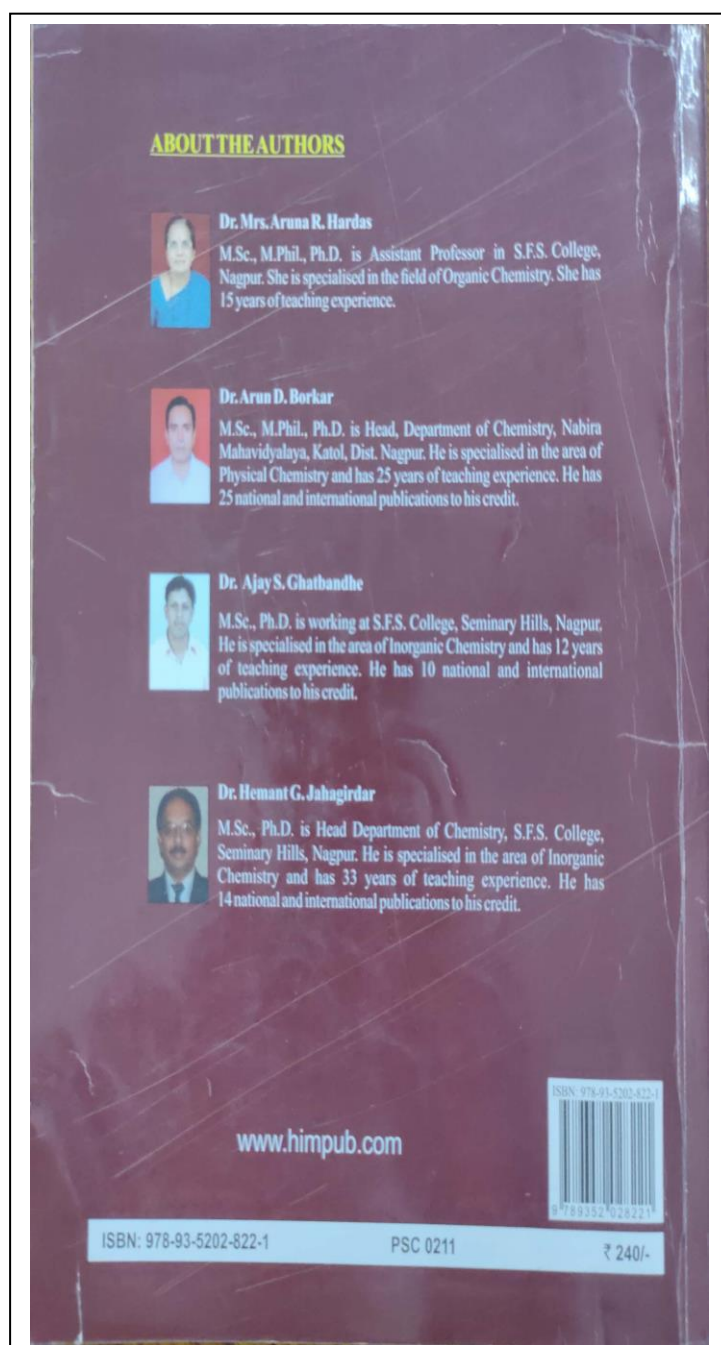 ABOUT THE AUTHORS
Dr. Mrs. Aruna R. Hardas
M.Sc., M.Phil., Ph.D. is Assistant Professor in S.F.S. College,
Nagpur. She is specialised in the field of Organic Chemistry. She has
15 years of teaching experience.
Dr. Arun D. Borkar
M.Sc., M.Phil., Ph.D. is Head, Department of Chemistry, Nabira
Mahavidyalaya, Katol, Dist. Nagpur. He is specialised in the area of
Physical Chemistry and has 25 years of teaching experience. He has
25 national and international publications to his credit.
Dr. Ajay S. Ghatbandhe
M.Sc., Ph.D. is working at S.F.S. College, Seminary Hills, Nagpur.
He is specialised in the area of Inorganic Chemistry and has 12 years
of teaching experience. He has 10 national and international
publications to his credit.
Dr. Hemant G. Jahagirdar
M.Sc., Ph.D. is Head Department of Chemistry, S.F.S. College,
Seminary Hills, Nagpur. He is specialised in the area of Inorganic
Chemistry and has 33 years of teaching experience. He has
14 national and international publications to his credit.
ISBN: 978-93-5202-822-1
www.himpub.com
9 789352 028221
ISBN: 978-93-5202-822-1 PSC 0211 ₹ 240/-